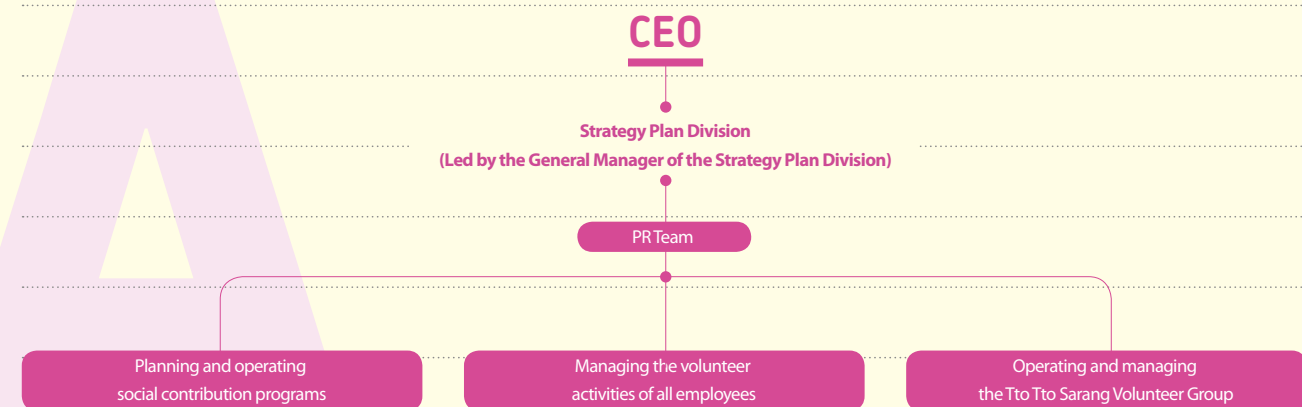 CEO
Strategy Plan Division
(Led by the General Manager of the Strategy Plan Division)
PR Team
Planning and operating
social contribution programs
Managing the volunteer
activities of all employees
Operating and managing
the Tto Tto Sarang Volunteer Group